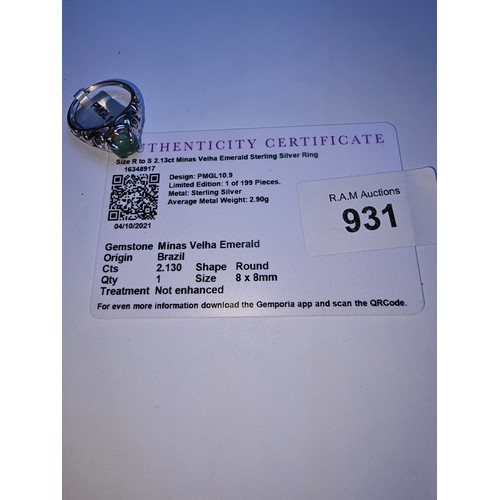 PMGL
AUTHENTICITY CERTIFICATE
Size R to S 2.13ct Minas Velha Emerald Sterling Silver Ring
16348917
Design: PMGL10.9
Limited Edition: 1 of 199 Pieces.
Metal: Sterling Silver
Average Metal Weight: 2.90g
04/10/2021
R.A.M Auctions
931
Gemstone Minas Velha Emerald
Origin Brazil
Cts 2.130 Shape Round
Qty 1 Size 8 x 8mm
Treatment Not enhanced
For even more information download the Gemporia app and scan the QRCode.